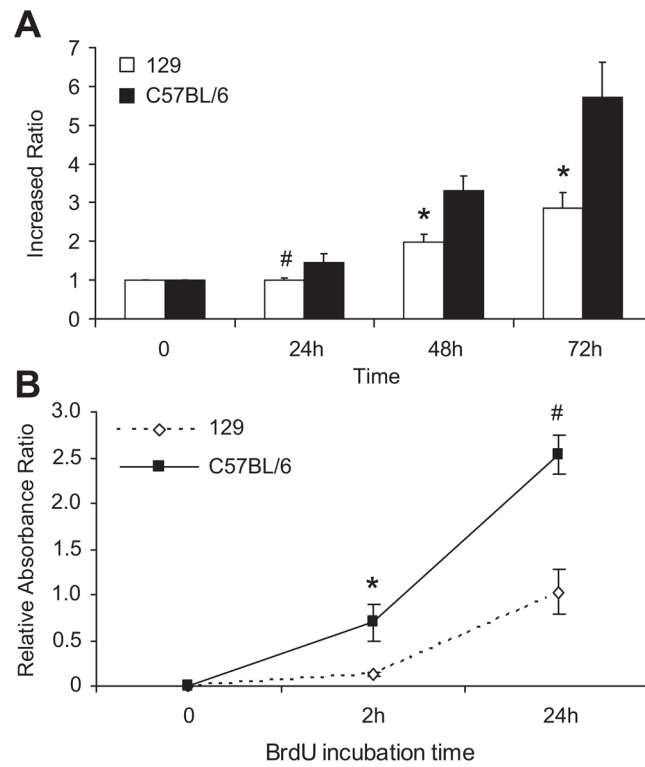 A
7
129
C57BL/6
6
5
4
3
2
1
0
Increased Ratio
#
*
*
0 24h 48h 72h
Time
B
3.0
129
C57BL/6
2.5
2.0
1.5
1.0
0.5
0
Relative Absorbance Ratio
*
#
0 2h 24h
BrdU incubation time